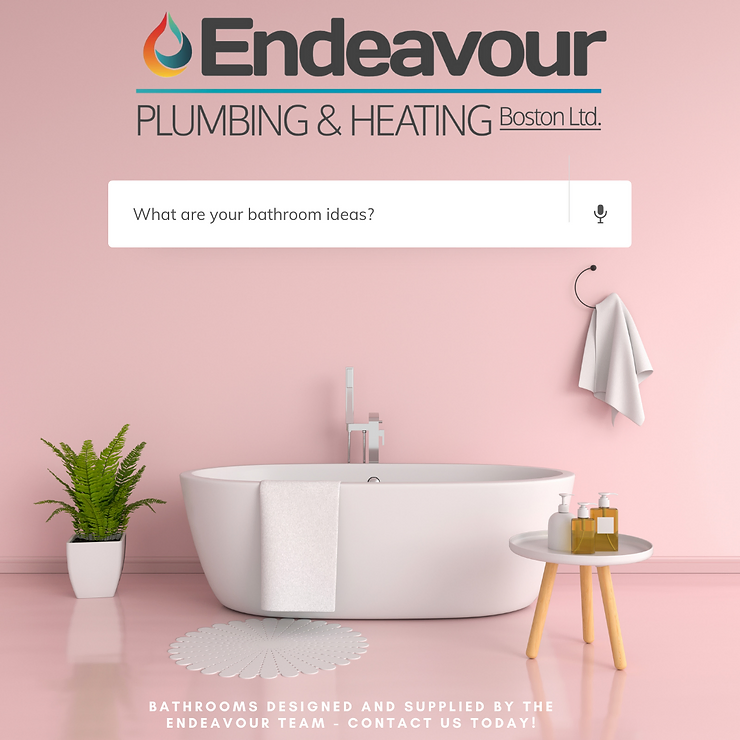 Endeavour
PLUMBING & HEATING Boston Ltd.
What are your bathroom ideas?
BATHROOMS DESIGNED AND SUPPLIED BY THE
ENDEAVOUR TEAM - CONTACT US TODAY!